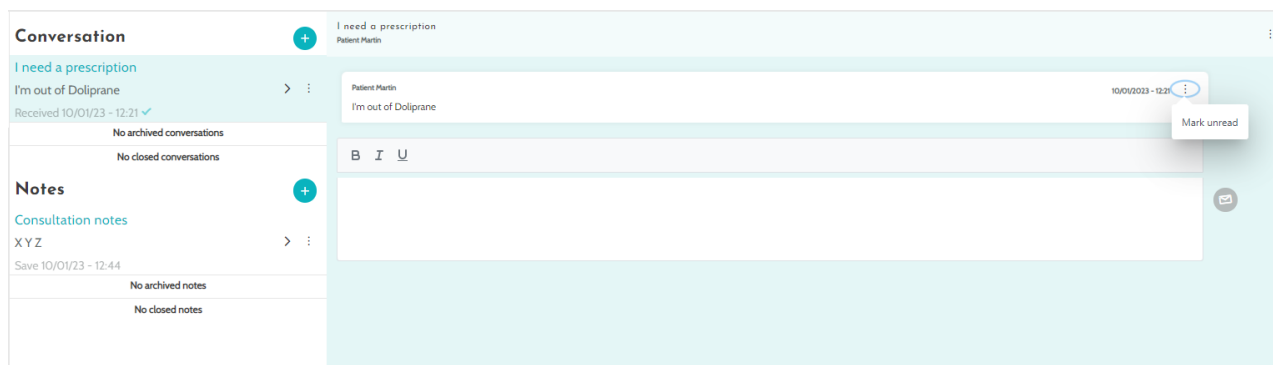 Conversation
I need a prescription
I'm out of Doliprane
Received 10/01/23 - 12:21
No archived conversations
No closed conversations
Notes
Consultation notes
X Y Z
Save 10/01/23 - 12:44
No archived notes
No closed notes
I need a prescription
Patient Martin
Patient Martin
10/01/2023 - 12:21
I'm out of Doliprane
Mark unread
B I U